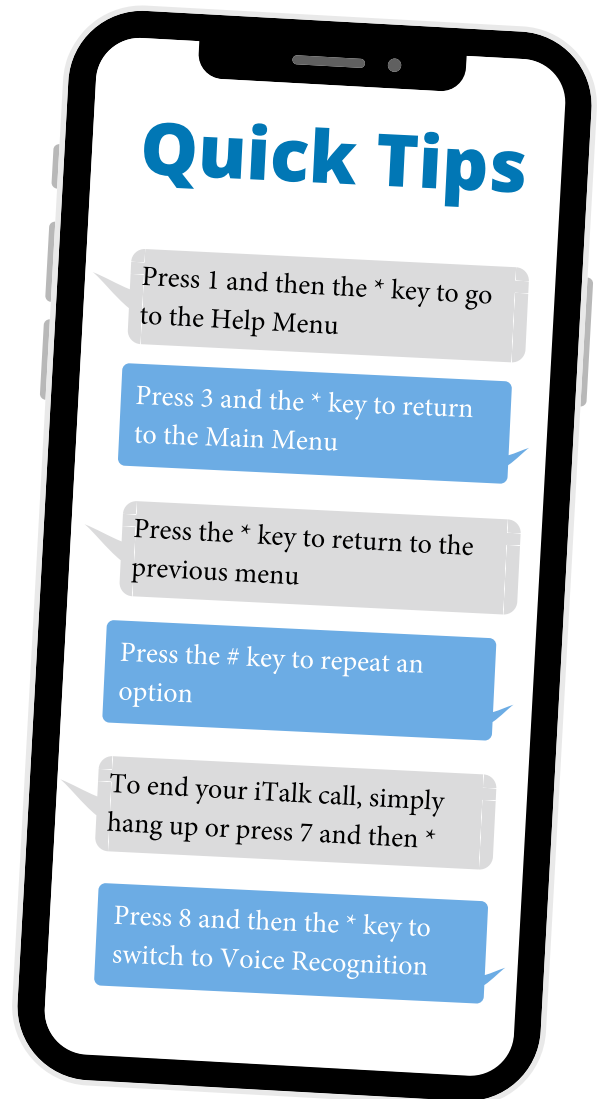 Quick Tips
Press 1 and then the * key to go
to the Help Menu
Press 3 and the * key to return
to the Main Menu
Press the * key to return to the
previous menu
Press the # key to repeat an
option
To end your iTalk call, simply
hang up or press 7 and then *
Press 8 and then the * key to
switch to Voice Recognition